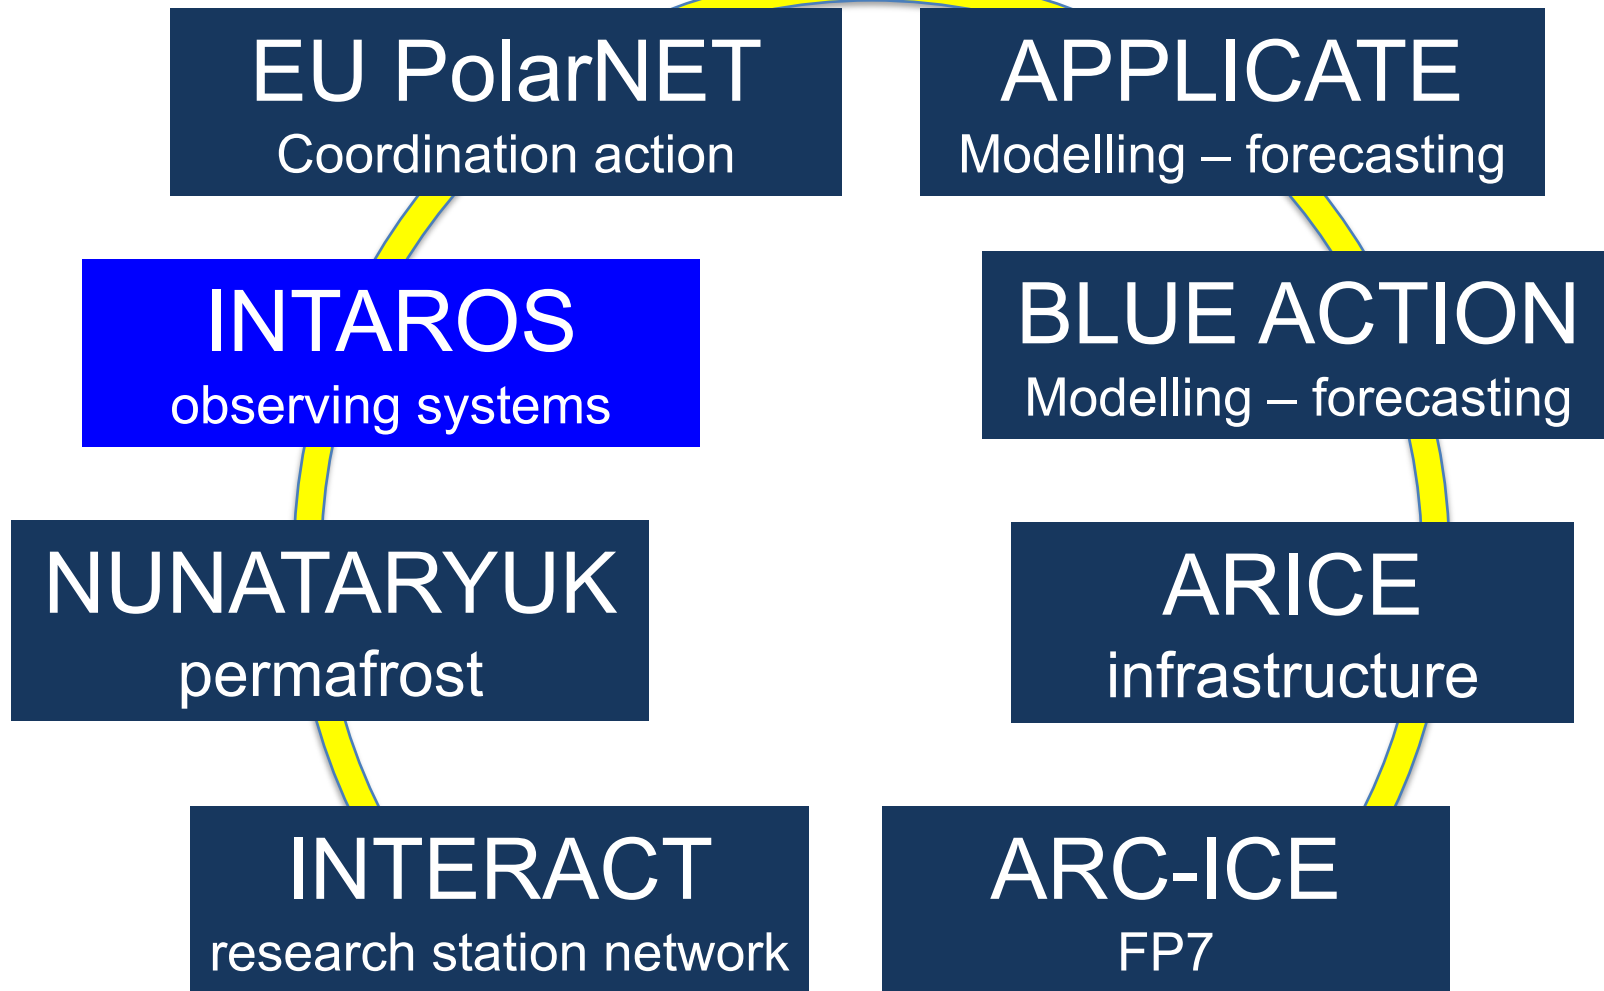 EU PolarNET
Coordination action
APPLICATE
Modelling – forecasting
INTAROS
observing systems
BLUE ACTION
Modelling – forecasting
NUNATARYUK
permafrost
ARICE
infrastructure
INTERACT
research station network
ARC-ICE
FP7